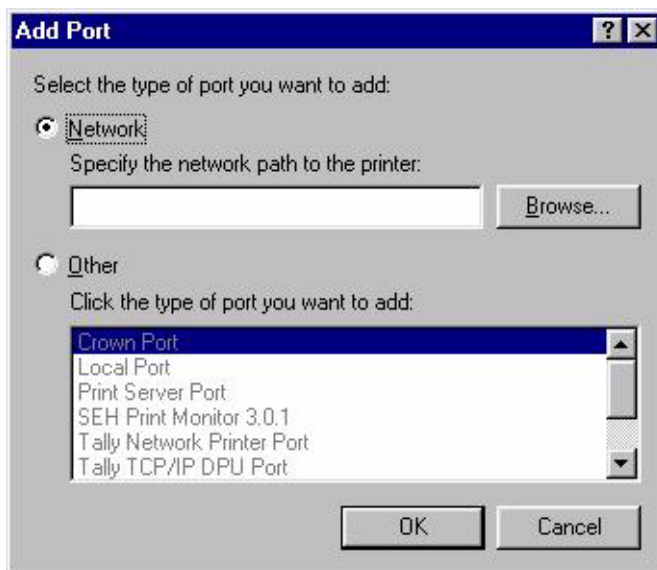 Add Port
Select the type of port you want to add:
Network
Specify the network path to the printer:
Browse...
Other
Click the type of port you want to add:
Crown Port
Local Port
Print Server Port
SEH Print Monitor 3.0.1
Tally Network Printer Port
Tally TCP/IP DPU Port
OK Cancel